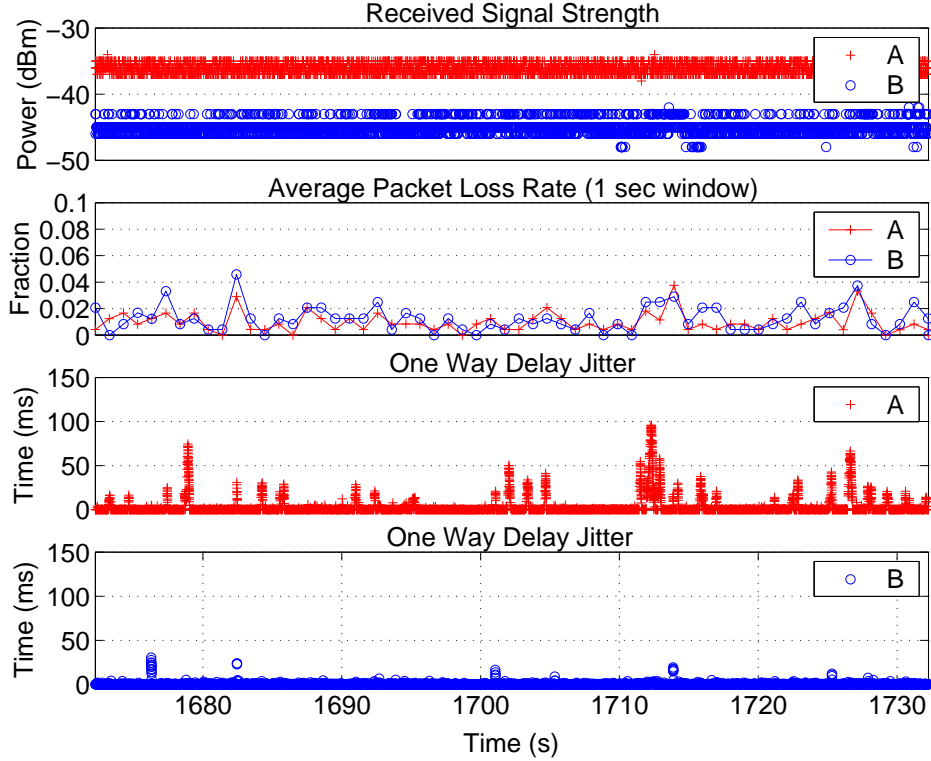 Received Signal Strength
Power (dBm)
−30
−40
−50
A
B
Average Packet Loss Rate (1 sec window)
Fraction
0.1
0.08
0.06
0.04
0.02
0
A
B
One Way Delay Jitter
Time (ms)
150
100
50
0
A
One Way Delay Jitter
Time (ms)
150
100
50
0
B
1680
1690
1700
1710
1720
1730
Time (s)